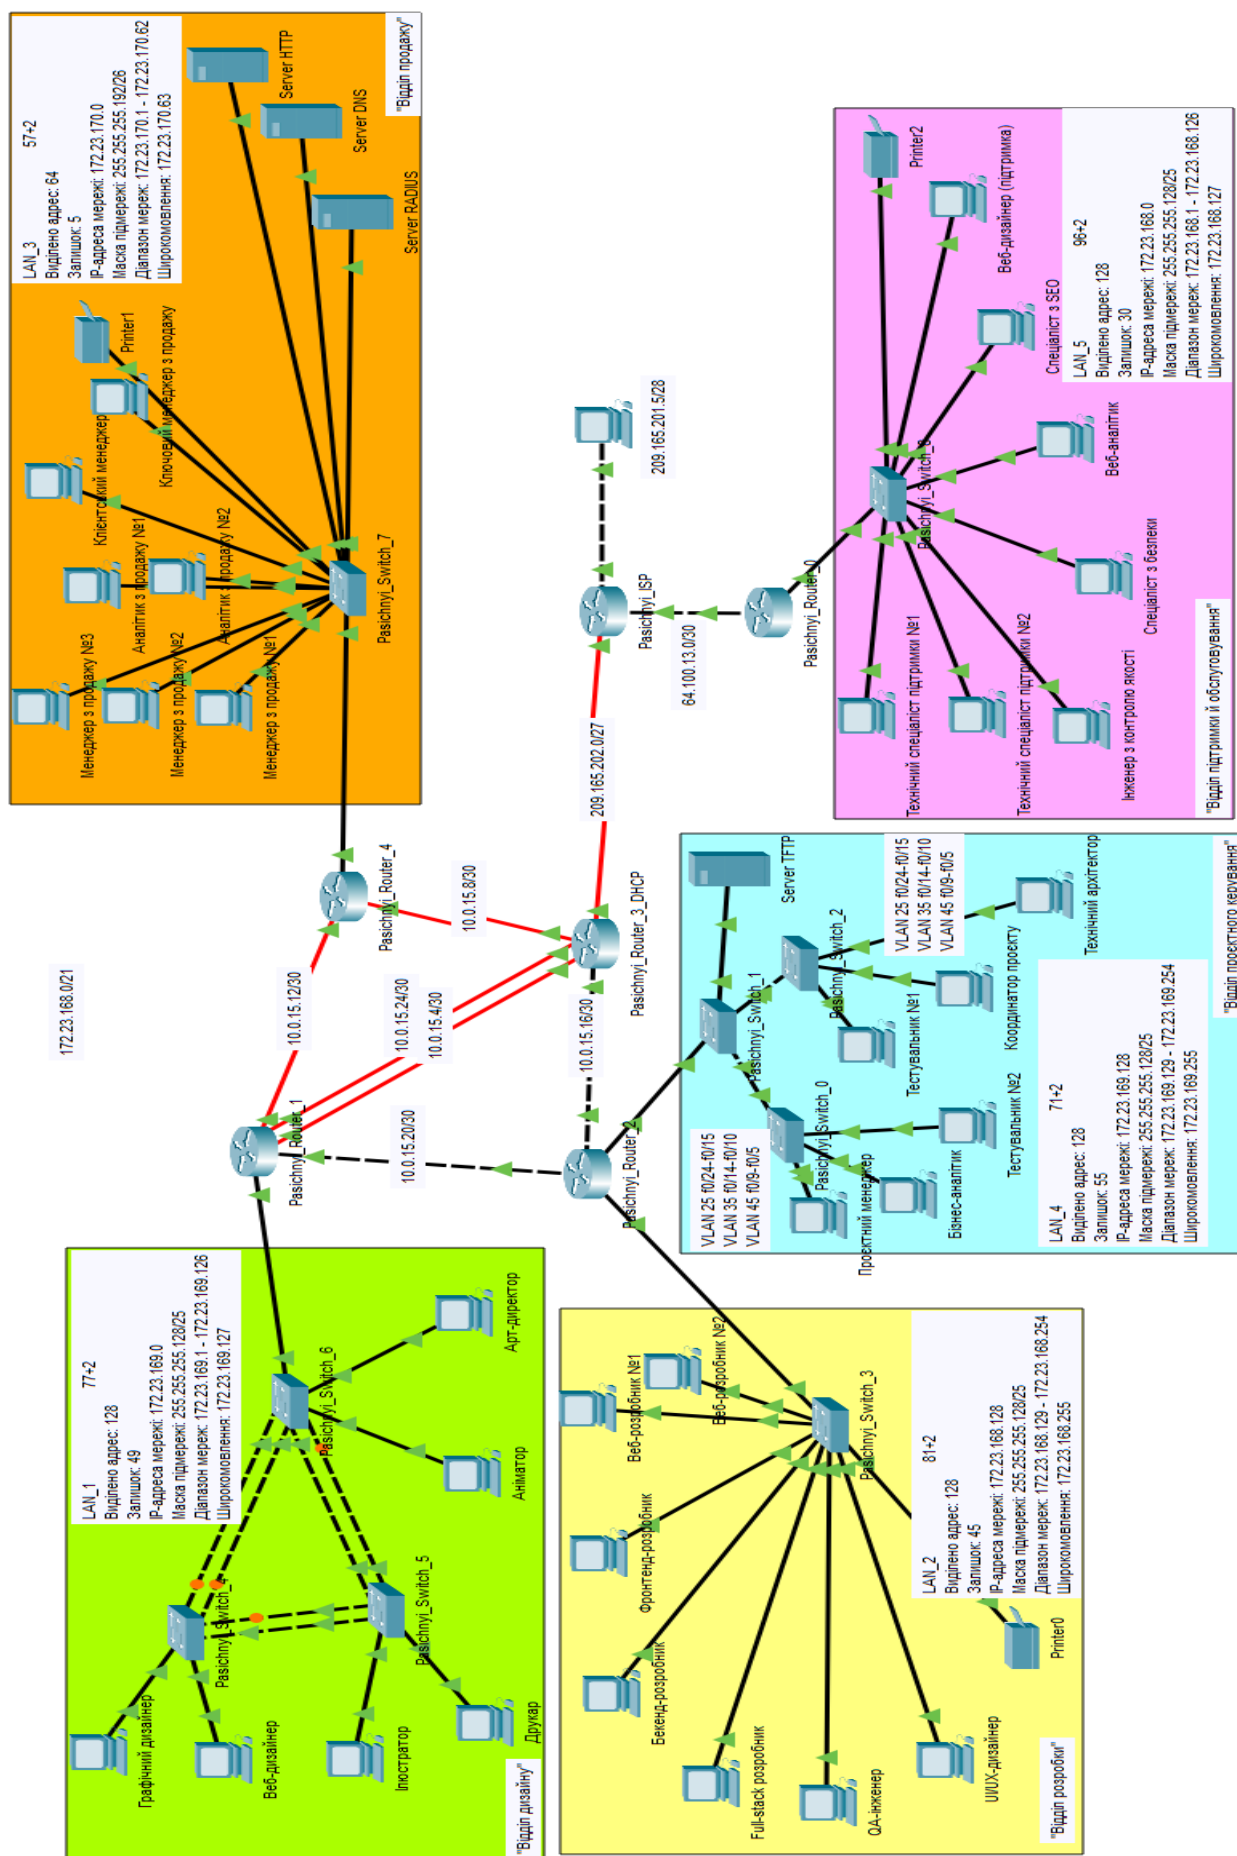 172.23.168.0/21
"Відділ дизайну"
LAN_1 77+2
Виділено адрес: 128
Залишок: 49
IP-адреса мережі: 172.23.169.0
Маска підмережі: 255.255.255.128/25
Діапазон мереж: 172.23.169.1 - 172.23.169.126
Широкомовлення: 172.23.169.127
Графічний дизайнер
Веб-дизайнер
Ілюстратор
Друкар
Аніматор
Арт-директор
Pasichnyi_Switch_4
Pasichnyi_Switch_5
Pasichnyi_Switch_6
Pasichnyi_Router_1
10.0.15.12/30
10.0.15.24/30
10.0.15.4/30
10.0.15.20/30
10.0.15.16/30
10.0.15.8/30
Pasichnyi_Router_2
Pasichnyi_Router_3_DHCP
Pasichnyi_Router_4
209.165.202.0/27
Pasichnyi_ISP
209.165.201.5/28
64.100.13.0/30
Pasichnyi_Router_0
LAN_3 57+2
Виділено адрес: 64
Залишок: 5
IP-адреса мережі: 172.23.170.0
Маска підмережі: 255.255.255.192/26
Діапазон мереж: 172.23.170.1 - 172.23.170.62
Широкомовлення: 172.23.170.63
Менеджер з продажу №3
Менеджер з продажу №2
Менеджер з продажу №1
Аналітик з продажу №1
Аналітик з продажу №2
Клієнтский менеджер
Ключовий менеджер з продажу
Printer1
Server HTTP
Server DNS
Server RADIUS
Pasichnyi_Switch_7
"Відділ продажу"
"Відділ розробки"
LAN_2 81+2
Виділено адрес: 128
Залишок: 45
IP-адреса мережі: 172.23.168.128
Маска підмережі: 255.255.255.128/25
Діапазон мереж: 172.23.168.129 - 172.23.168.254
Широкомовлення: 172.23.168.255
Веб-розробник №1
Веб-розробник №2
Фронтенд-розробник
Бекенд-розробник
Full-stack розробник
QA-інженер
UI/UX-дизайнер
Printer0
Pasichnyi_Switch_3
VLAN 25 f0/24-f0/15
VLAN 35 f0/14-f0/10
VLAN 45 f0/9-f0/5
Pasichnyi_Switch_0
Pasichnyi_Switch_1
Pasichnyi_Switch_2
Server TFTP
VLAN 25 f0/24-f0/15
VLAN 35 f0/14-f0/10
VLAN 45 f0/9-f0/5
Проєктний менеджер
Бізнес-аналітик
Тестувальник №2
Тестувальник №1
Координатор проєкту
Технічний архітектор
LAN_4 71+2
Виділено адрес: 128
Залишок: 55
IP-адреса мережі: 172.23.169.128
Маска підмережі: 255.255.255.128/25
Діапазон мереж: 172.23.169.129 - 172.23.169.254
Широкомовлення: 172.23.169.255
"Відділ проєктного керування"
Pasichnyi_Switch_8
Технічний спеціаліст підтримки №1
Технічний спеціаліст підтримки №2
Інженер з контролю якості
Спеціаліст з безпеки
Веб-аналітик
Спеціаліст з SEO
Веб-дизайнер (підтримка)
Printer2
LAN_5 96+2
Виділено адрес: 128
Залишок: 30
IP-адреса мережі: 172.23.168.0
Маска підмережі: 255.255.255.128/25
Діапазон мереж: 172.23.168.1 - 172.23.168.126
Широкомовлення: 172.23.168.127
"Відділ підтримки й обслуговування"